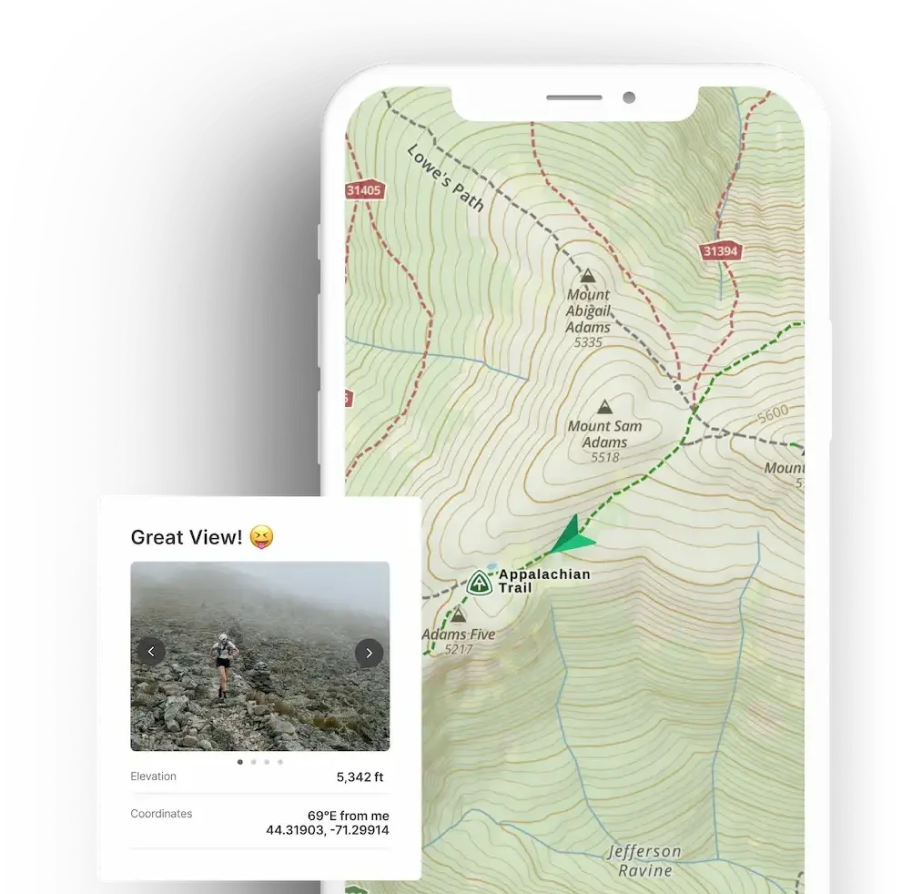 Lowe's Path
31405
31394
Mount
Abigail
Adams
5335
Mount Sam
Adams
5518
5600
Mount
Appalachian
Trail
Adams Five
5217
Great View! 😝
Elevation
5,342 ft
Coordinates
69°E from me
44.31903, -71.29914
Jefferson
Ravine